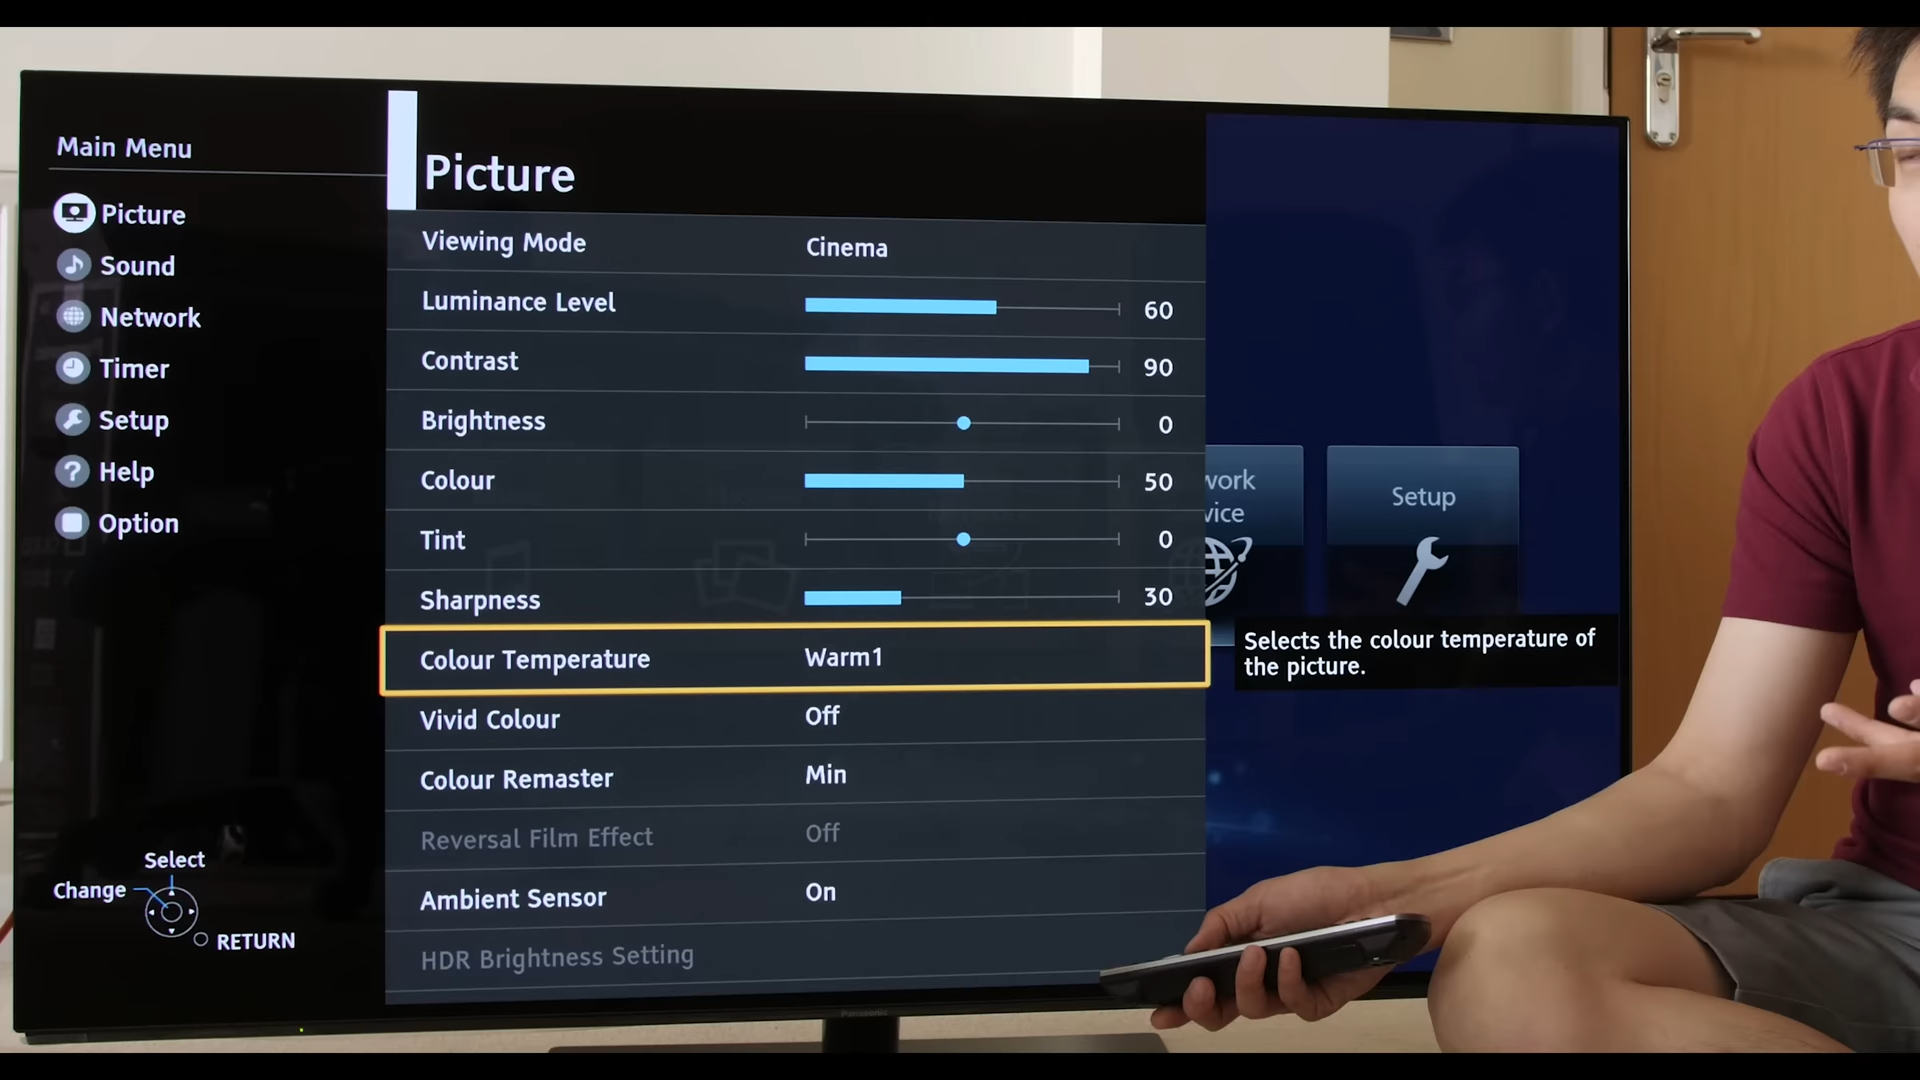 Main Menu
Picture
Sound
Network
Timer
Setup
Help
Option
Select
Change
RETURN
Picture
Viewing Mode Cinema
Luminance Level 60
Contrast 90
Brightness 0
Colour 50
Tint 0
Sharpness 30
Colour Temperature Warm1
Vivid Colour Off
Colour Remaster Min
Reversal Film Effect Off
Ambient Sensor On
HDR Brightness Setting
work
vice
Setup
Selects the colour temperature of
the picture.
Panasonic